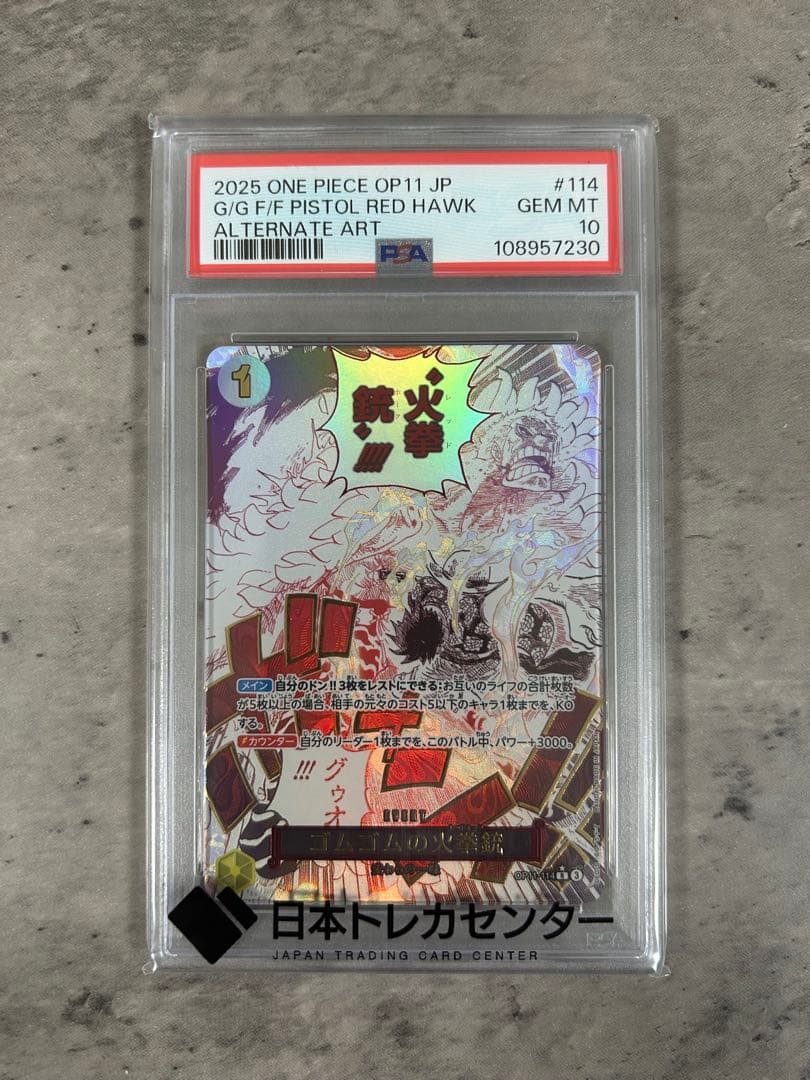 2025 ONE PIECE OP11 JP #114
G/G F/F PISTOL RED HAWK GEM MT
ALTERNATE ART 10
PSA 108957230
1
火拳
銃
!!!!
メイン 自分のドン!!3枚をレストにできる:お互いのライフの合計枚数
が5枚以上の場合、相手の元々のコスト5以下のキャラ1枚までを、KO
する。
カウンター 自分のリーダー1枚までを、このバトル中、パワー+3000。
グゥオ
!!!
EVENT
ゴムゴムの火拳銃
OP11-114 R 3
日本トレカセンター
JAPAN TRADING CARD CENTER